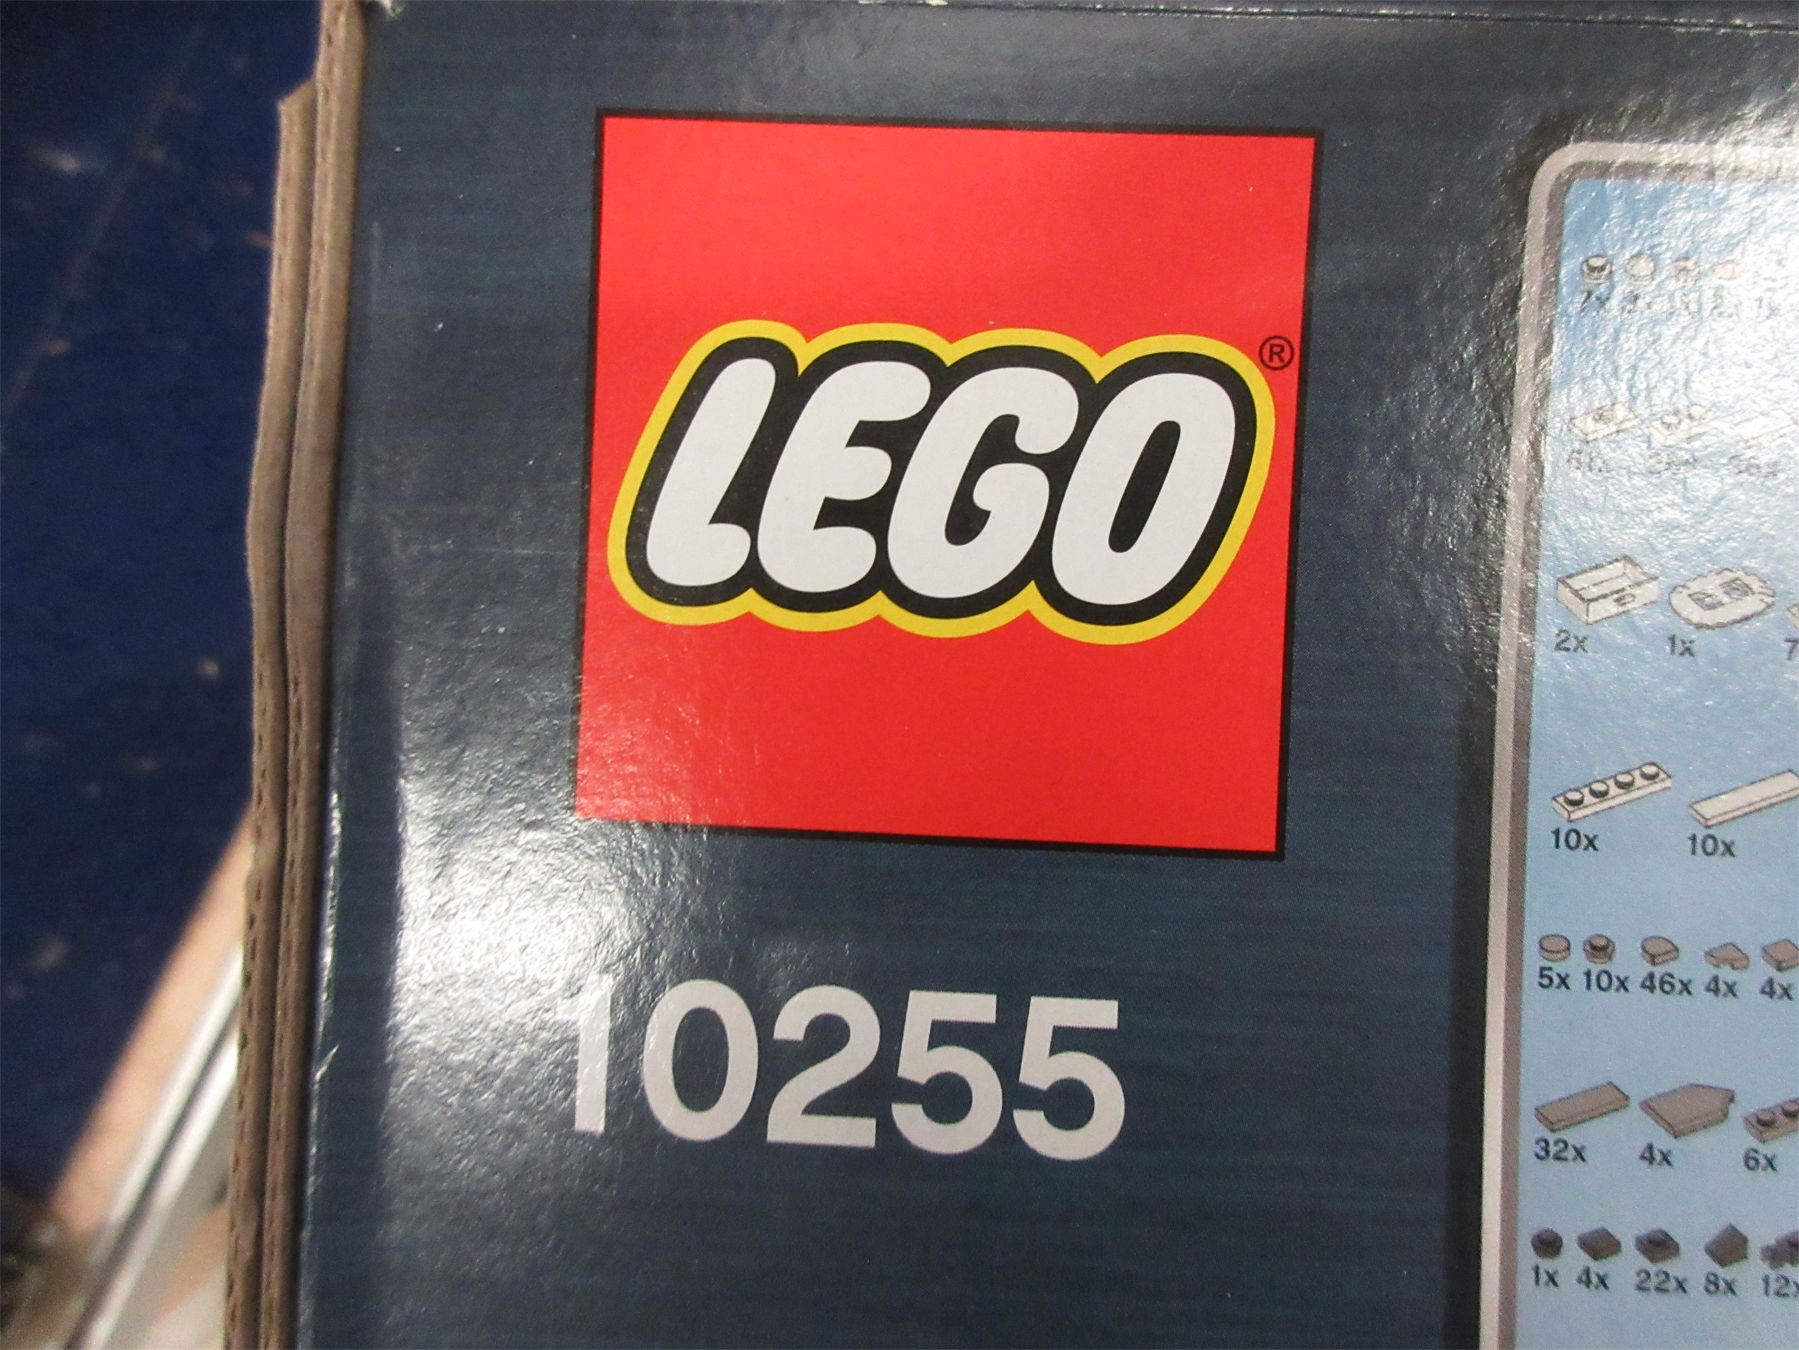 LEGO®
10255
2x 1x
10x 10x
5x 10x 46x 4x 4x
32x 4x 6x
1x 4x 22x 8x 12x